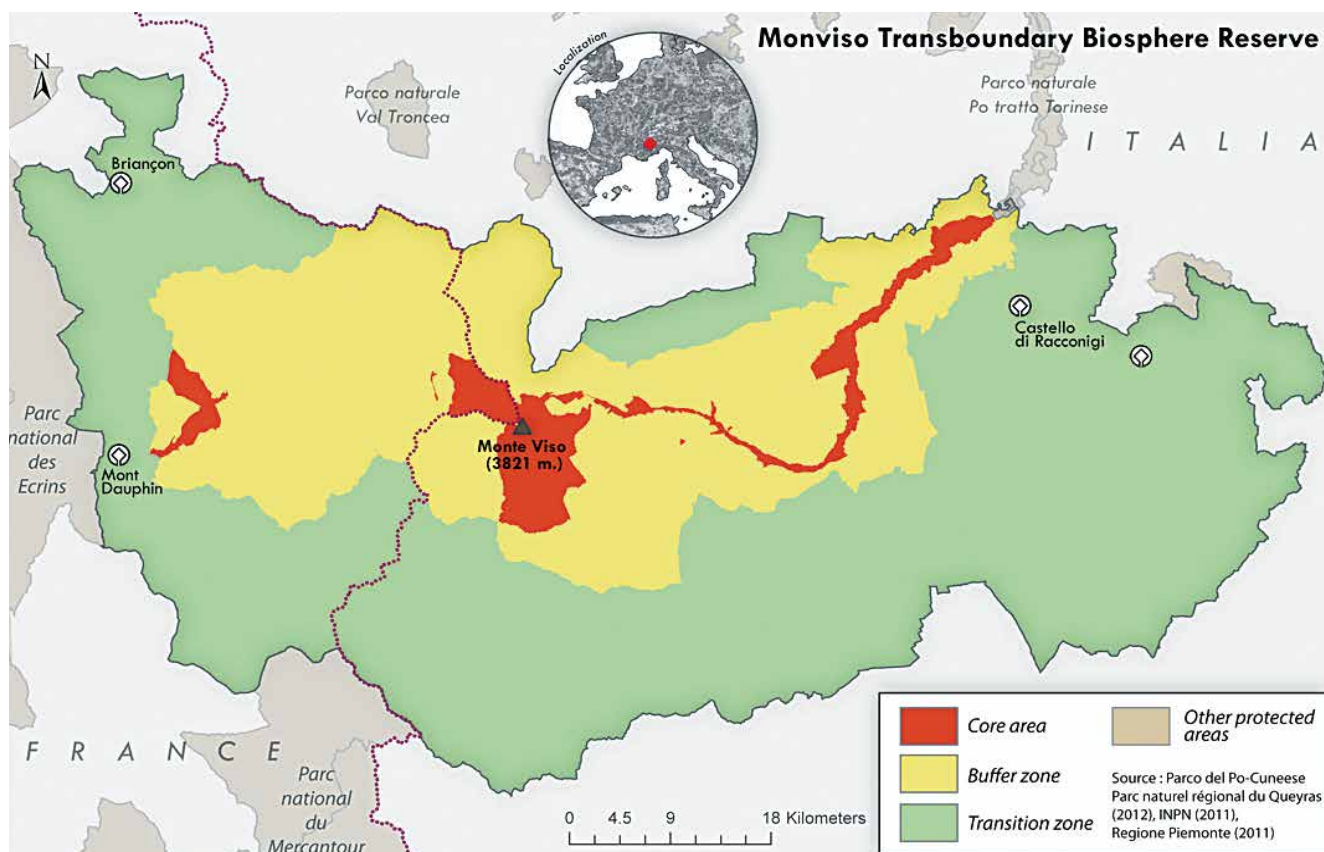 Monviso Transboundary Biosphere Reserve
Localization
N
Parco naturale
Val Troncea
Parco naturale
Po tratto Torinese
ITALIA
Briançon
Castello
di Racconigi
Parc
national
des
Ecrins
Mont
Dauphin
Monte Viso
(3821 m.)
FRANCE
Parc
national
du
Mercantour
0 4.5 9 18 Kilometers
Core area
Buffer zone
Transition zone
Other protected
areas
Source : Parco del Po-Cuneese
Parc naturel régional du Queyras
(2012), INPN (2011),
Regione Piemonte (2011)